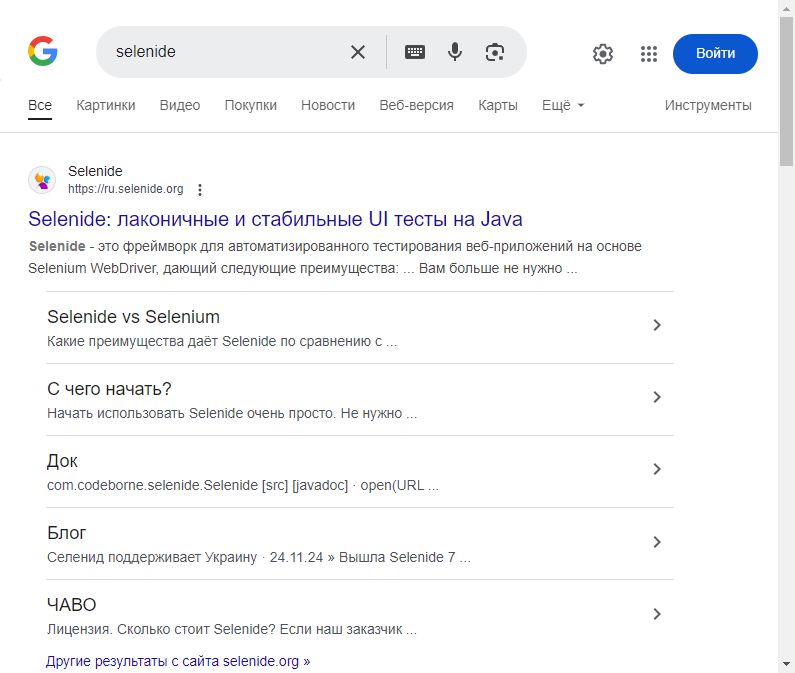 selenide
Войти
Все Картинки Видео Покупки Новости Веб-версия Карты Ещё Инструменты
Selenide
https://ru.selenide.org
Selenide: лаконичные и стабильные UI тесты на Java
Selenide - это фреймворк для автоматизированного тестирования веб-приложений на основе
Selenium WebDriver, дающий следующие преимущества: ... Вам больше не нужно ...
Selenide vs Selenium
Какие преимущества даёт Selenide по сравнению с ...
С чего начать?
Начать использовать Selenide очень просто. Не нужно ...
Док
com.codeborne.selenide.Selenide [src] [javadoc] · open(URL ...
Блог
Селенид поддерживает Украину · 24.11.24 » Вышла Selenide 7 ...
ЧАВО
Лицензия. Сколько стоит Selenide? Если наш заказчик ...
Другие результаты с сайта selenide.org »